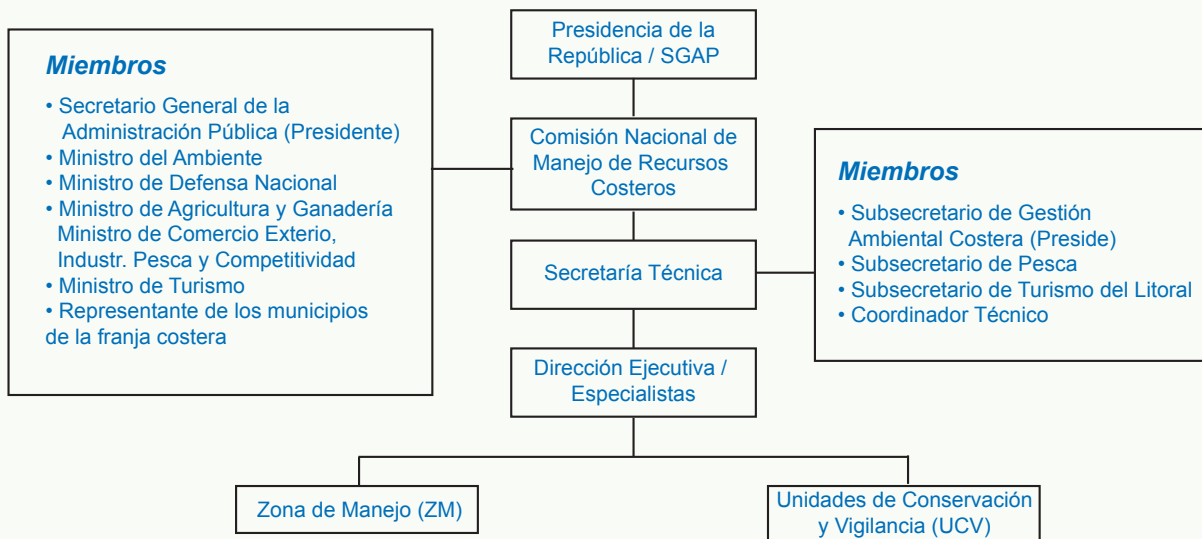 Presidencia de la
República / SGAP
Miembros
• Secretario General de la
Administración Pública (Presidente)
• Ministro del Ambiente
• Ministro de Defensa Nacional
• Ministro de Agricultura y Ganadería
Ministro de Comercio Exterio,
Industr. Pesca y Competitividad
• Ministro de Turismo
• Representante de los municipios
de la franja costera
Comisión Nacional de
Manejo de Recursos
Costeros
Miembros
• Subsecretario de Gestión
Ambiental Costera (Preside)
• Subsecretario de Pesca
• Subsecretario de Turismo del Litoral
• Coordinador Técnico
Secretaría Técnica
Dirección Ejecutiva /
Especialistas
Zona de Manejo (ZM)
Unidades de Conservación
y Vigilancia (UCV)